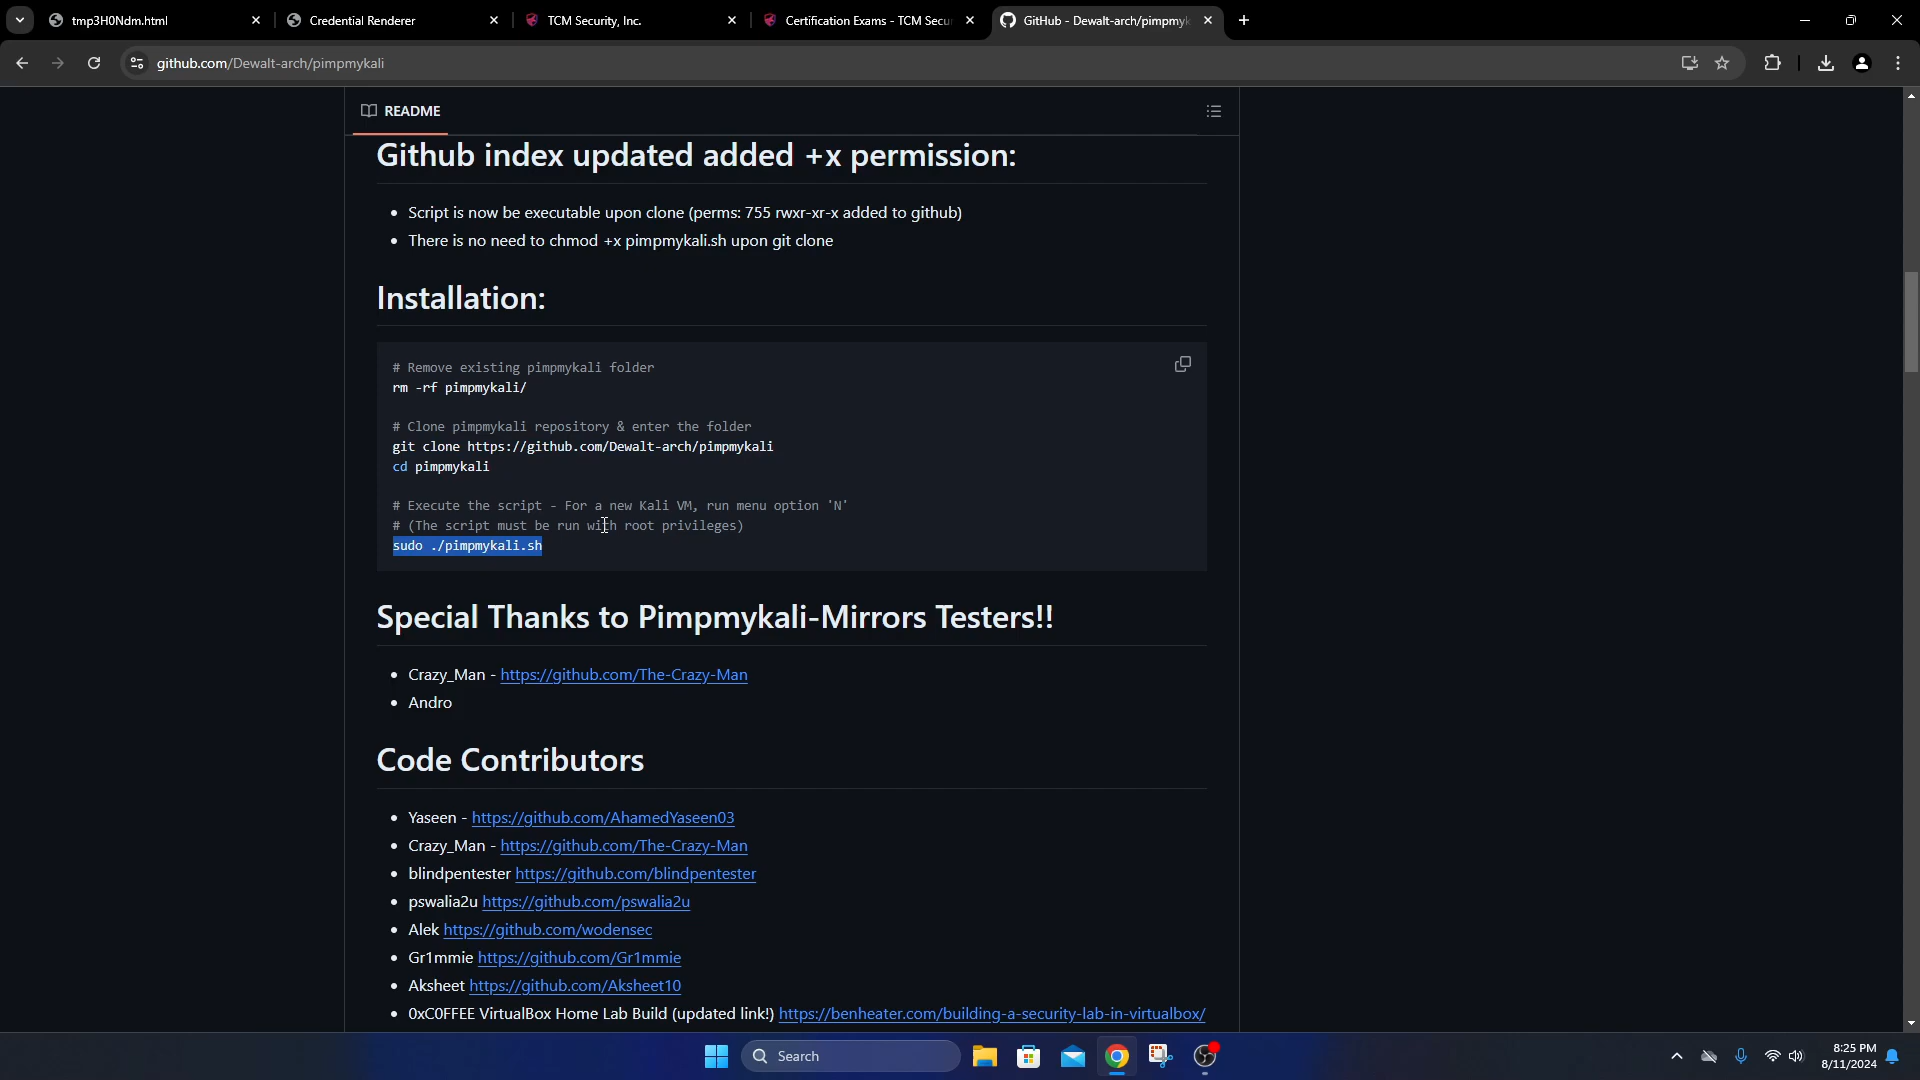 tmp3H0Ndm.html
Credential Renderer
TCM Security, Inc.
Certification Exams - TCM Secu
GitHub - Dewalt-arch/pimpmyk
github.com/Dewalt-arch/pimpmykali
README
Github index updated added +x permission:
Script is now be executable upon clone (perms: 755 rwxr-xr-x added to github)
There is no need to chmod +x pimpmykali.sh upon git clone
Installation:
# Remove existing pimpmykali folder
rm -rf pimpmykali/
# Clone pimpmykali repository & enter the folder
git clone https://github.com/Dewalt-arch/pimpmykali
cd pimpmykali
# Execute the script - For a new Kali VM, run menu option 'N'
# (The script must be run with root privileges)
sudo ./pimpmykali.sh
Special Thanks to Pimpmykali-Mirrors Testers!!
Crazy_Man - https://github.com/The-Crazy-Man
Andro
Code Contributors
Yaseen - https://github.com/AhamedYaseen03
Crazy_Man - https://github.com/The-Crazy-Man
blindpentester https://github.com/blindpentester
pswalia2u https://github.com/pswalia2u
Alek https://github.com/wodensec
Gr1mmie https://github.com/Gr1mmie
Aksheet https://github.com/Aksheet10
0xC0FFEE VirtualBox Home Lab Build (updated link!) https://benheater.com/building-a-security-lab-in-virtualbox/
Search
8:25 PM
8/11/2024